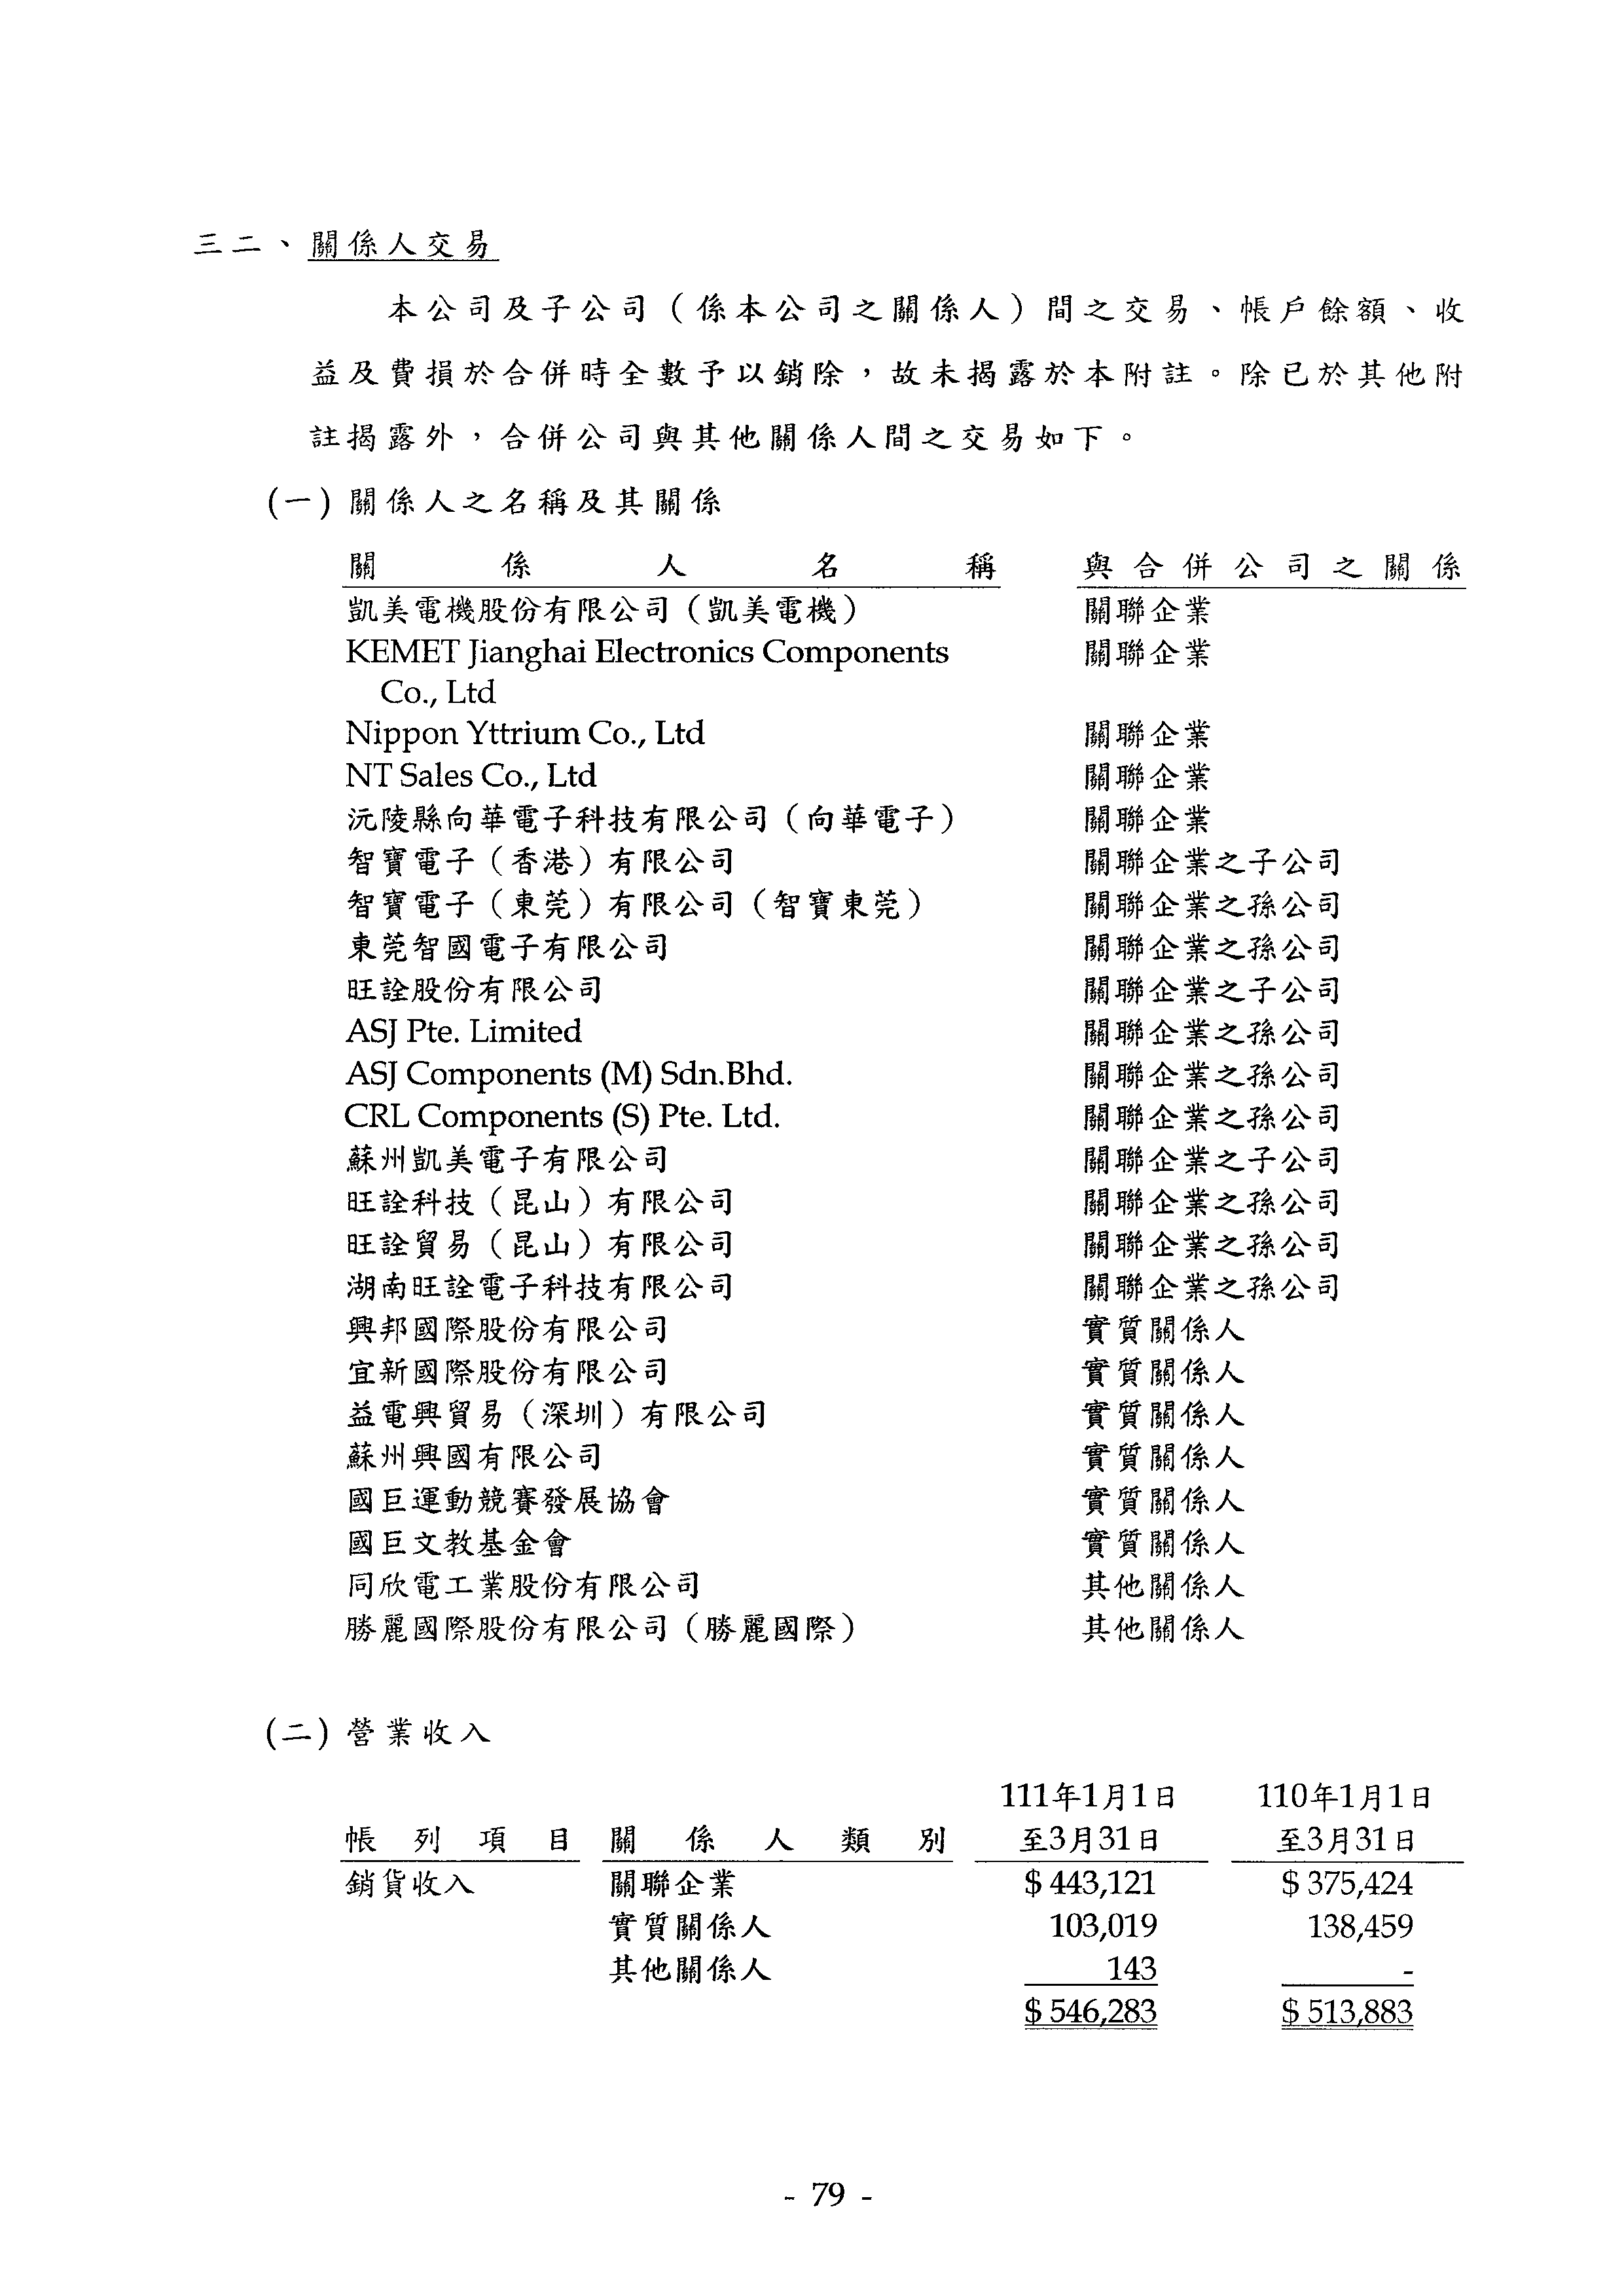 三二、關係人交易
本公司及子公司（係本公司之關係人）間之交易、帳戶餘額、收
益及費損於合併時全數予以銷除，故未揭露於本附註。除已於其他附
註揭露外，合併公司與其他關係人間之交易如下。
(一) 關係人之名稱及其關係
關係人名稱 與合併公司之關係
凱美電機股份有限公司（凱美電機） 關聯企業
KEMET Jianghai Electronics Components 關聯企業
Co., Ltd
Nippon Yttrium Co., Ltd 關聯企業
NT Sales Co., Ltd 關聯企業
沅陵縣向華電子科技有限公司（向華電子） 關聯企業
智寶電子（香港）有限公司 關聯企業之子公司
智寶電子（東莞）有限公司（智寶東莞） 關聯企業之孫公司
東莞智國電子有限公司 關聯企業之孫公司
旺詮股份有限公司 關聯企業之子公司
ASJ Pte. Limited 關聯企業之孫公司
ASJ Components (M) Sdn.Bhd. 關聯企業之孫公司
CRL Components (S) Pte. Ltd. 關聯企業之孫公司
蘇州凱美電子有限公司 關聯企業之子公司
旺詮科技（昆山）有限公司 關聯企業之孫公司
旺詮貿易（昆山）有限公司 關聯企業之孫公司
湖南旺詮電子科技有限公司 關聯企業之孫公司
興邦國際股份有限公司 實質關係人
宜新國際股份有限公司 實質關係人
益電興貿易（深圳）有限公司 實質關係人
蘇州興國有限公司 實質關係人
國巨運動競賽發展協會 實質關係人
國巨文教基金會 實質關係人
同欣電工業股份有限公司 其他關係人
勝麗國際股份有限公司（勝麗國際） 其他關係人
(二) 營業收入
111年1月1日 110年1月1日
帳列項目 關係人類別 至3月31日 至3月31日
銷貨收入 關聯企業 $ 443,121 $ 375,424
實質關係人 103,019 138,459
其他關係人 143 -
$ 546,283 $ 513,883
- 79 -